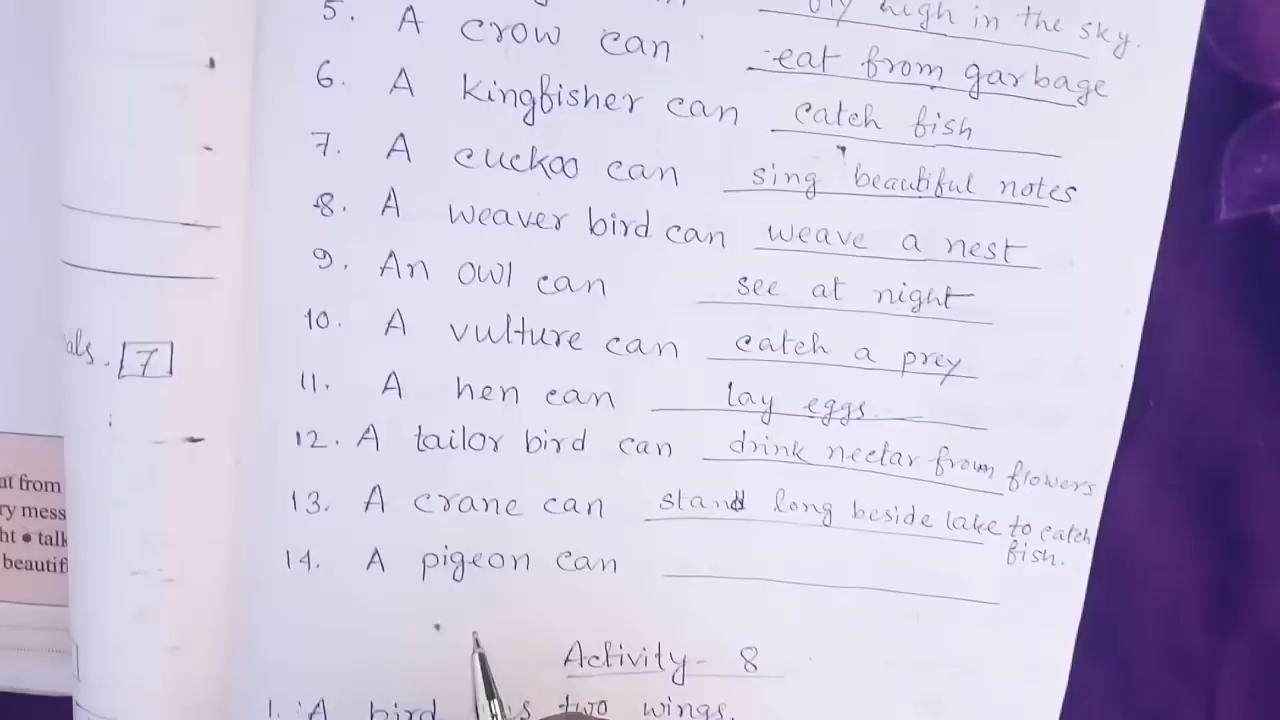 fly high in the sky.
5. A crow can eat from garbage
6. A kingfisher can catch fish
7. A cuckoo can sing beautiful notes
8. A weaver bird can weave a nest
9. An owl can see at night
10. A vulture can catch a prey
11. A hen can lay eggs.
12. A tailor bird can drink nectar from flowers
13. A crane can stand long beside lake to catch
fish.
14. A pigeon can
Activity - 8
1. A bird two wings.
als. 7
at from
ry mess
ht • talk
beautif